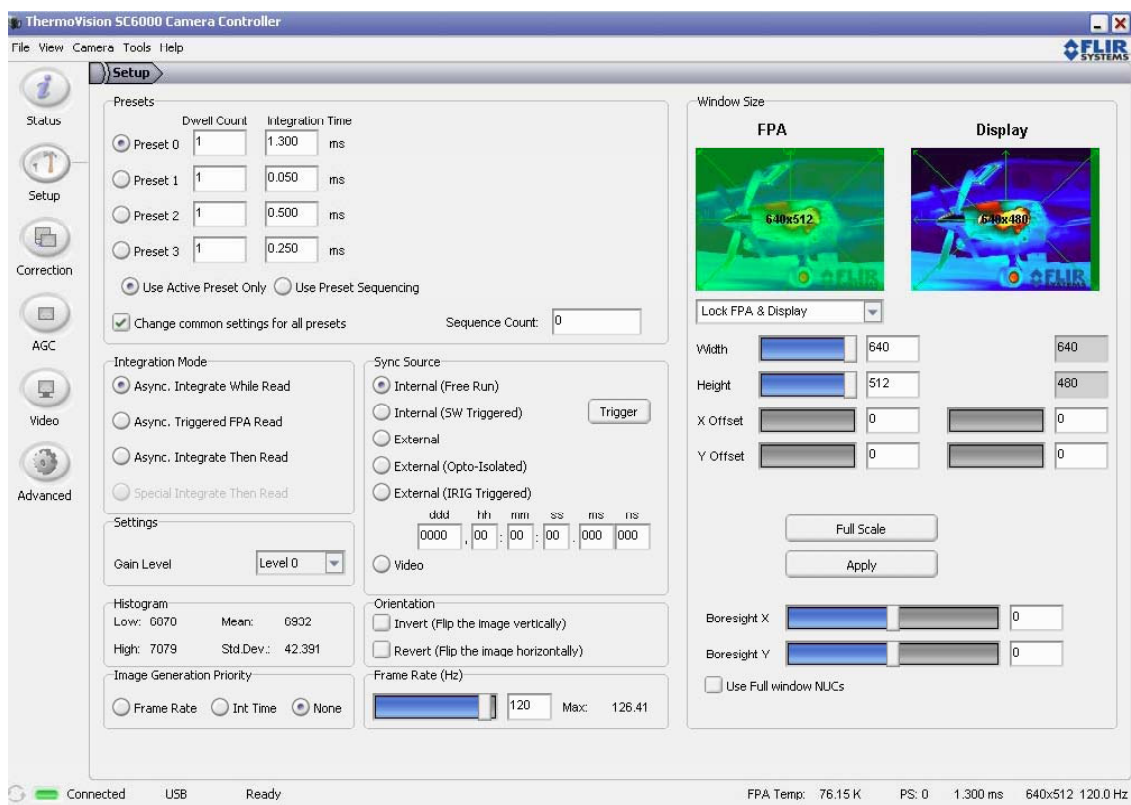 ThermoVision SC6000 Camera Controller
File View Camera Tools Help
FLIR
SYSTEMS
Setup
Status
Setup
Correction
AGC
Video
Advanced
Presets
Dwell Count Integration Time
Preset 0 1 1.300 ms
Preset 1 1 0.050 ms
Preset 2 1 0.500 ms
Preset 3 1 0.250 ms
Use Active Preset Only Use Preset Sequencing
Change common settings for all presets Sequence Count: 0
Integration Mode
Async. Integrate While Read
Async. Triggered FPA Read
Async. Integrate Then Read
Special Integrate Then Read
Settings
Gain Level Level 0
Histogram
Low: 6070 Mean: 6932
High: 7079 Std.Dev.: 42.391
Image Generation Priority
Frame Rate Int Time None
Sync Source
Internal (Free Run)
Internal (SW Triggered) Trigger
External
External (Opto-Isolated)
External (IRIG Triggered)
ddd hh mm ss ms ns
0000 , 00 : 00 : 00 . 000 000
Video
Orientation
Invert (Flip the image vertically)
Revert (Flip the image horizontally)
Frame Rate (Hz)
120 Max: 126.41
Window Size
FPA Display
640x512 640x480
FLIR FLIR
Lock FPA & Display
Width 640 640
Height 512 480
X Offset 0 0
Y Offset 0 0
Full Scale
Apply
Boresight X 0
Boresight Y 0
Use Full window NUCs
Connected USB Ready FPA Temp: 76.15 K PS: 0 1.300 ms 640x512 120.0 Hz